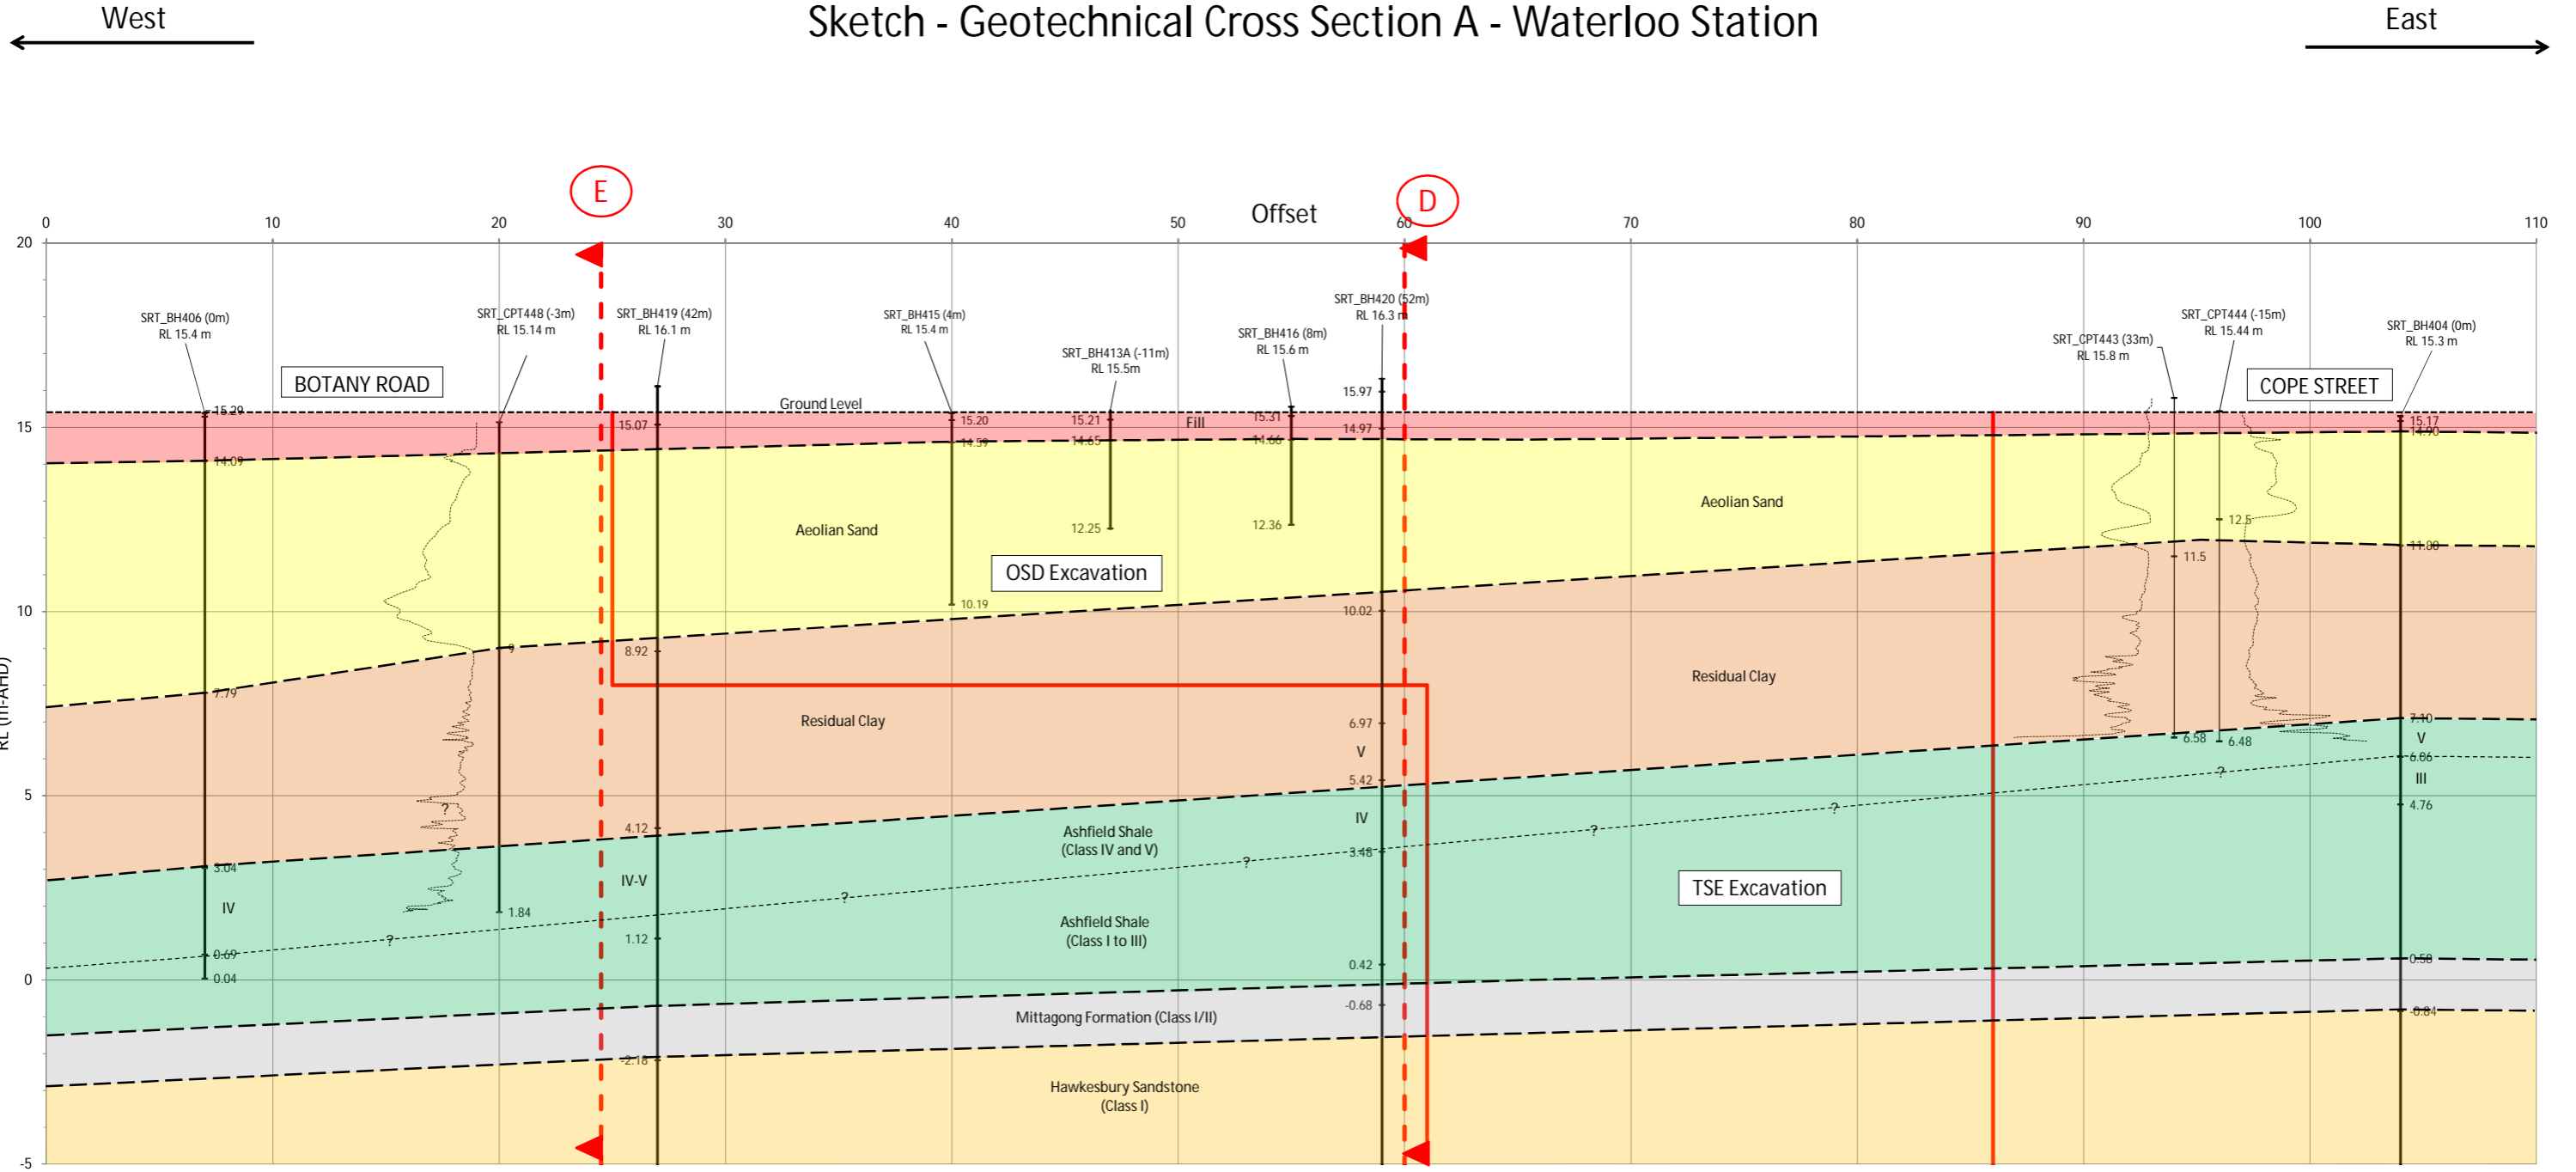 West
Sketch - Geotechnical Cross Section A - Waterloo Station
East
E
D
Offset
0 10 20 30 40 50 60 70 80 90 100 110
20
15
10
5
0
-5
RL (m-AHD)
SRT_BH406 (0m)
RL 15.4 m
SRT_CPT448 (-3m)
RL 15.14 m
SRT_BH419 (42m)
RL 16.1 m
SRT_BH415 (4m)
RL 15.4 m
SRT_BH413A (-11m)
RL 15.5m
SRT_BH416 (8m)
RL 15.6 m
SRT_BH420 (52m)
RL 16.3 m
SRT_CPT443 (33m)
RL 15.8 m
SRT_CPT444 (-15m)
RL 15.44 m
SRT_BH404 (0m)
RL 15.3 m
BOTANY ROAD
COPE STREET
Ground Level
Fill
15.29
14.09
7.79
3.04
IV
0.69
0.04
9
?
1.84
?
15.07
8.92
4.12
IV-V
1.12
-2.18
15.20
14.59
10.19
15.21
14.65
12.25
15.31
14.66
12.36
15.97
14.97
10.02
6.97
V
5.42
IV
3.48
0.42
-0.68
11.5
6.58
12.5
6.48
15.17
14.90
11.80
7.10
V
6.06
III
4.76
0.58
-0.84
Aeolian Sand
Aeolian Sand
OSD Excavation
Residual Clay
Residual Clay
Ashfield Shale
(Class IV and V)
?
?
?
?
?
Ashfield Shale
(Class I to III)
TSE Excavation
Mittagong Formation (Class I/II)
Hawkesbury Sandstone
(Class I)